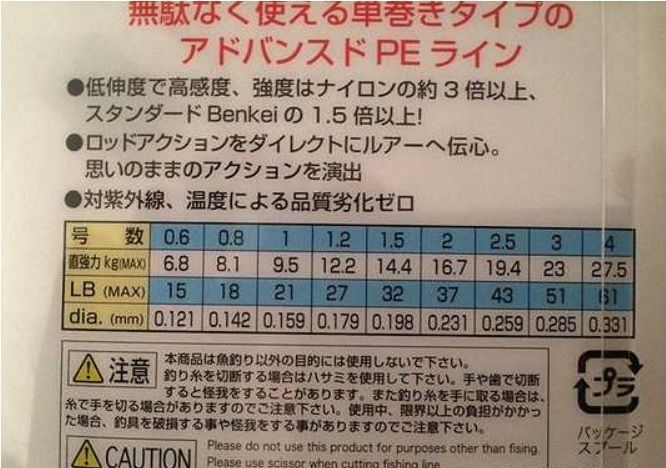 無駄なく使える単巻きタイプの
アドバンスドPEライン
●低伸度で高感度、強度はナイロンの約3倍以上、
スタンダードBenkeiの1.5倍以上!
●ロッドアクションをダイレクトにルアーへ伝心。
思いのままのアクションを演出
●対紫外線、温度による品質劣化ゼロ
号 数 0.6 0.8 1 1.2 1.5 2 2.5 3 4
直強力 kg(MAX) 6.8 8.1 9.5 12.2 14.4 16.7 19.4 23 27.5
LB (MAX) 15 18 21 27 32 37 43 51 61
dia. (mm) 0.121 0.142 0.159 0.179 0.198 0.231 0.259 0.285 0.331
注意 本商品は魚釣り以外の目的には使用しないで下さい。
釣り糸を切断する場合はハサミを使用して下さい。手や歯で切断
すると怪我をすることがあります。また釣り糸を手に取る場合は、
糸で手を切る場合がありますのでご注意下さい。使用中、限界以上の負担がかかっ
た場合、釣具を破損する事や怪我をする事がありますのでご注意下さい。
プラ
パッケージ
スプール
CAUTION Please do not use this product for purposes other than fising.
Please use scissor when cutting fishing line